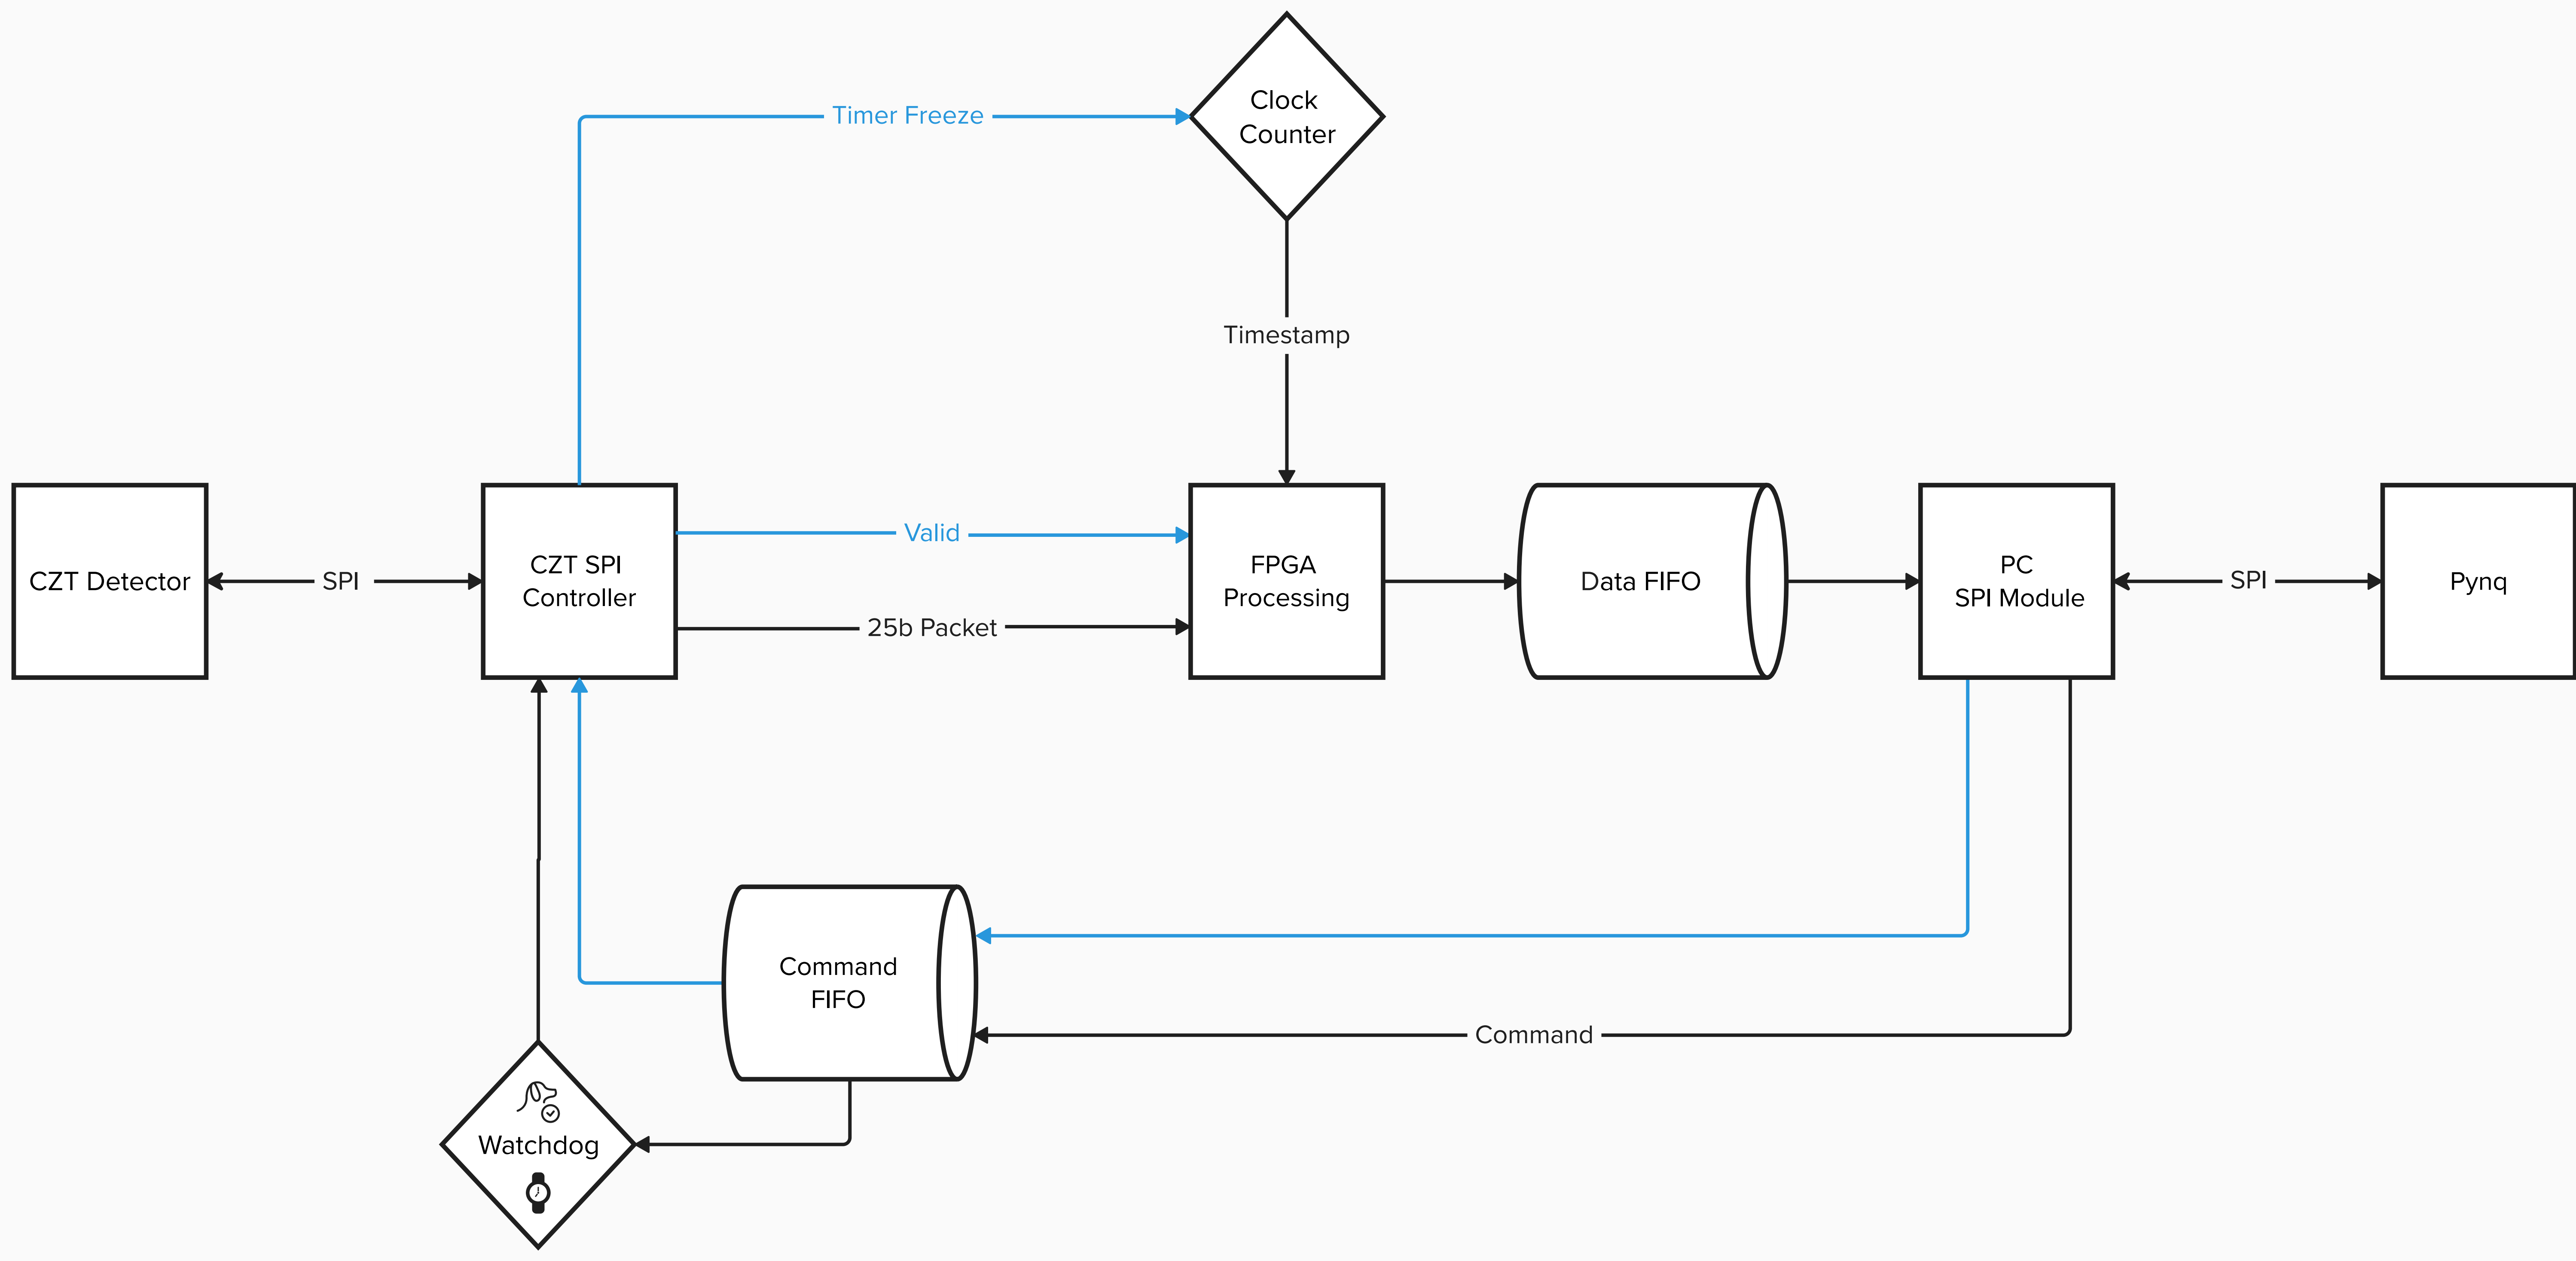 Clock
Counter
Timer Freeze
Timestamp
CZT Detector
SPI
CZT SPI
Controller
Valid
25b Packet
FPGA
Processing
Data FIFO
PC
SPI Module
SPI
Pynq
Command
FIFO
Command
Watchdog